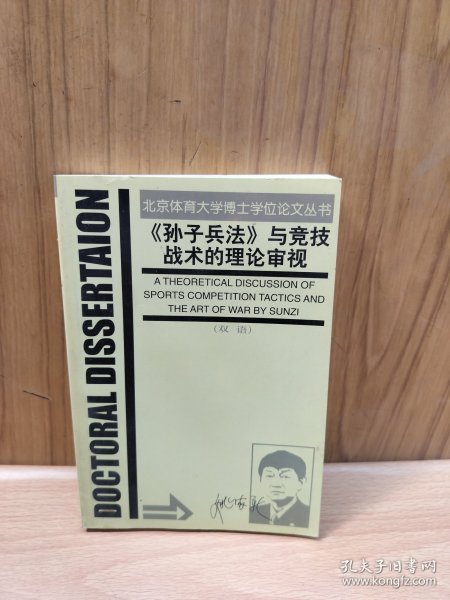 DOCTORAL DISSERTAION
北京体育大学博士学位论文丛书
《孙子兵法》与竞技
战术的理论审视
A THEORETICAL DISCUSSION OF
SPORTS COMPETITION TACTICS AND
THE ART OF WAR BY SUNZI
(双 语)
孔夫子旧书网
www.kongfz.com